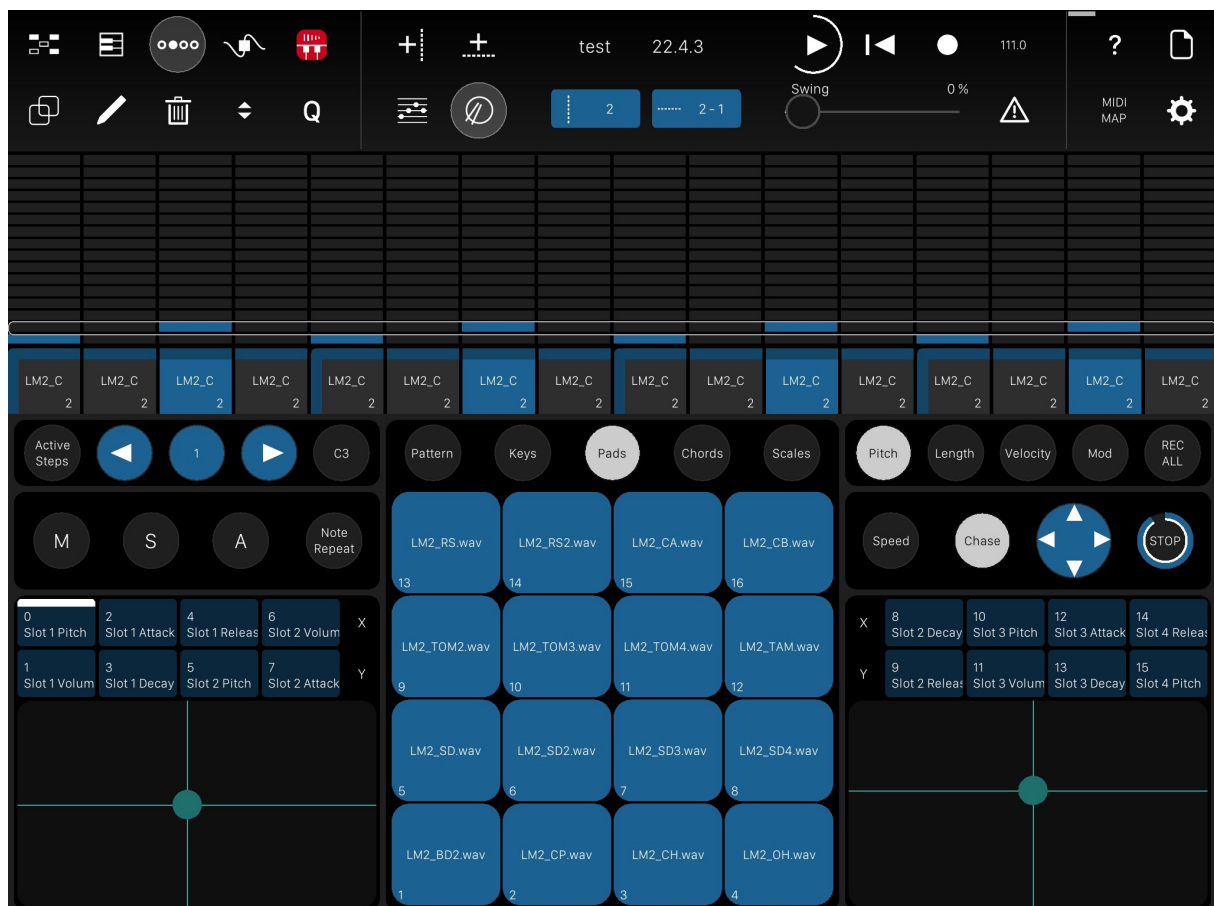 test 22.4.3 111.0 ?
Q 2 2 - 1 Swing 0 % MIDI
MAP
LM2_C LM2_C LM2_C LM2_C LM2_C LM2_C LM2_C LM2_C LM2_C LM2_C LM2_C LM2_C LM2_C LM2_C LM2_C LM2_C
2 2 2 2 2 2 2 2 2 2 2 2 2 2 2 2
Active
Steps
1
C3
Pattern Keys Pads Chords Scales
Pitch Length Velocity Mod
REC
ALL
M S A
Note
Repeat
LM2_RS.wav LM2_RS2.wav LM2_CA.wav LM2_CB.wav
13 14 15 16
Speed Chase STOP
0 2 4 6
Slot 1 Pitch Slot 1 Attack Slot 1 Releas Slot 2 Volum X
1 3 5 7
Slot 1 Volum Slot 1 Decay Slot 2 Pitch Slot 2 Attack Y
LM2_TOM2.wav LM2_TOM3.wav LM2_TOM4.wav LM2_TAM.wav
9 10 11 12
8 10 12 14
X Slot 2 Decay Slot 3 Pitch Slot 3 Attack Slot 4 Releas
9 11 13 15
Y Slot 2 Releas Slot 3 Volum Slot 3 Decay Slot 4 Pitch
LM2_SD.wav LM2_SD2.wav LM2_SD3.wav LM2_SD4.wav
5 6 7 8
LM2_BD2.wav LM2_CP.wav LM2_CH.wav LM2_OH.wav
1 2 3 4